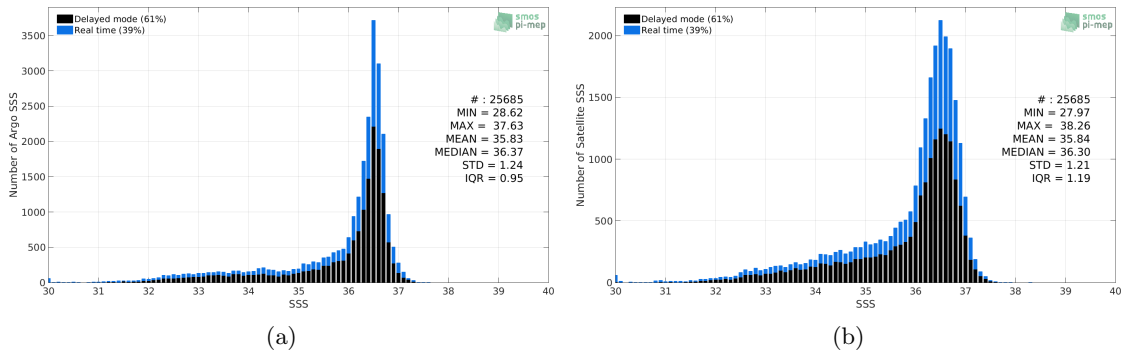 Delayed mode (61%)
Real time (39%)
smos
pi-mep
3500
3000
2500
2000
1500
1000
500
0
Number of Argo SSS
# : 25685
MIN = 28.62
MAX = 37.63
MEAN = 35.83
MEDIAN = 36.37
STD = 1.24
IQR = 0.95
30 31 32 33 34 35 36 37 38 39 40
SSS
(a)
Delayed mode (61%)
Real time (39%)
smos
pi-mep
2000
1500
1000
500
0
Number of Satellite SSS
# : 25685
MIN = 27.97
MAX = 38.26
MEAN = 35.84
MEDIAN = 36.30
STD = 1.21
IQR = 1.19
30 31 32 33 34 35 36 37 38 39 40
SSS
(b)